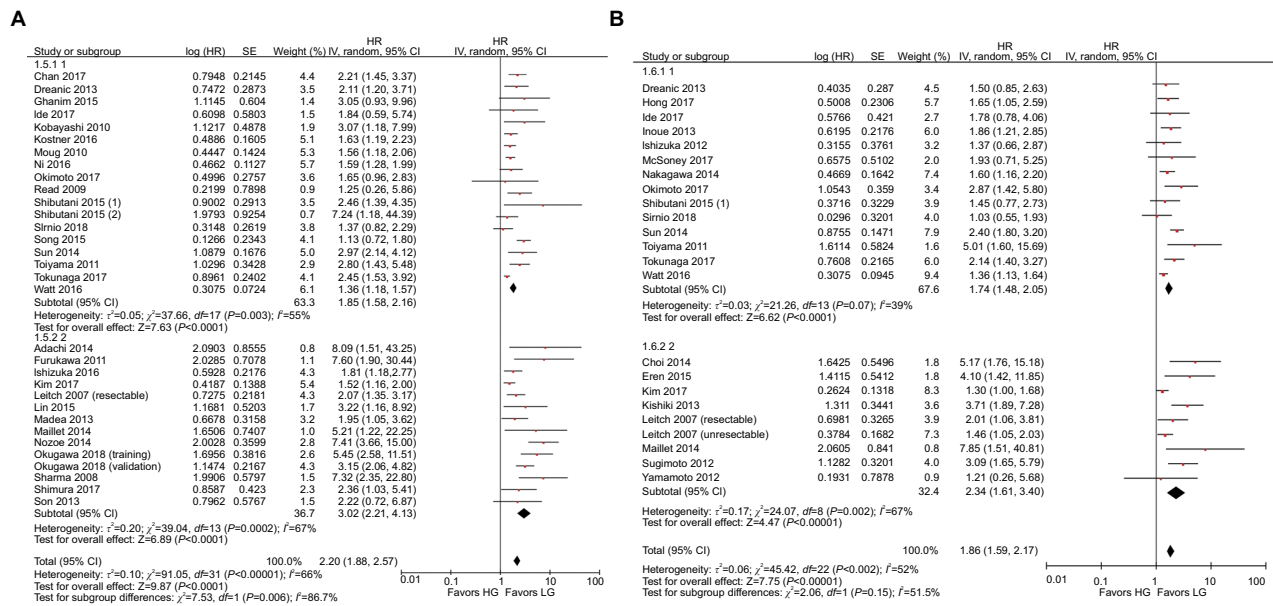 A
HR HR
Study or subgroup log (HR) SE Weight (%) IV, random, 95% CI IV, random, 95% CI
1.5.1 1
Chan 2017 0.7948 0.2145 4.4 2.21 (1.45, 3.37)
Dreanic 2013 0.7472 0.2873 3.5 2.11 (1.20, 3.71)
Ghanim 2015 1.1145 0.604 1.4 3.05 (0.93, 9.96)
Ide 2017 0.6098 0.5803 1.5 1.84 (0.59, 5.74)
Kobayashi 2010 1.1217 0.4878 1.9 3.07 (1.18, 7.99)
Kostner 2016 0.4886 0.1605 5.1 1.63 (1.19, 2.23)
Moug 2010 0.4447 0.1424 5.3 1.56 (1.18, 2.06)
Ni 2016 0.4662 0.1127 5.7 1.59 (1.28, 1.99)
Okimoto 2017 0.4996 0.2757 3.6 1.65 (0.96, 2.83)
Read 2009 0.2199 0.7898 0.9 1.25 (0.26, 5.86)
Shibutani 2015 (1) 0.9002 0.2913 3.5 2.46 (1.39, 4.35)
Shibutani 2015 (2) 1.9793 0.9254 0.7 7.24 (1.18, 44.39)
SIrnio 2018 0.3148 0.2619 3.8 1.37 (0.82, 2.29)
Song 2015 0.1266 0.2343 4.1 1.13 (0.72, 1.80)
Sun 2014 1.0879 0.1676 5.0 2.97 (2.14, 4.12)
Toiyama 2011 1.0296 0.3428 2.9 2.80 (1.43, 5.48)
Tokunaga 2017 0.8961 0.2402 4.1 2.45 (1.53, 3.92)
Watt 2016 0.3075 0.0724 6.1 1.36 (1.18, 1.57)
Subtotal (95% CI) 63.3 1.85 (1.58, 2.16)
Heterogeneity: τ²=0.05; χ²=37.66, df=17 (P=0.003); I²=55%
Test for overall effect: Z=7.63 (P<0.0001)
1.5.2 2
Adachi 2014 2.0903 0.8555 0.8 8.09 (1.51, 43.25)
Furukawa 2011 2.0285 0.7078 1.1 7.60 (1.90, 30.44)
Ishizuka 2016 0.5928 0.2176 4.3 1.81 (1.18,2.77)
Kim 2017 0.4187 0.1388 5.4 1.52 (1.16, 2.00)
Leitch 2007 (resectable) 0.7275 0.2181 4.3 2.07 (1.35, 3.17)
Lin 2015 1.1681 0.5203 1.7 3.22 (1.16, 8.92)
Madea 2013 0.6678 0.3158 3.2 1.95 (1.05, 3.62)
Maillet 2014 1.6506 0.7407 1.0 5.21 (1.22, 22.25)
Nozoe 2014 2.0028 0.3599 2.8 7.41 (3.66, 15.00)
Okugawa 2018 (training) 1.6956 0.3816 2.6 5.45 (2.58, 11.51)
Okugawa 2018 (validation) 1.1474 0.2167 4.3 3.15 (2.06, 4.82)
Sharma 2008 1.9906 0.5797 1.5 7.32 (2.35, 22.80)
Shimura 2017 0.8587 0.423 2.3 2.36 (1.03, 5.41)
Son 2013 0.7962 0.5767 1.5 2.22 (0.72, 6.87)
Subtotal (95% CI) 36.7 3.02 (2.21, 4.13)
Heterogeneity: τ²=0.20; χ²=39.04, df=13 (P=0.0002); I²=67%
Test for overall effect: Z=6.89 (P<0.0001)
Total (95% CI) 100.0% 2.20 (1.88, 2.57)
Heterogeneity: τ²=0.10; χ²=91.05, df=31 (P<0.00001); I²=66%
Test for overall effect: Z=9.87 (P<0.0001)
Test for subgroup differences: χ²=7.53, df=1 (P=0.006); I²=86.7%
0.01 0.1 1 10 100
Favors HG Favors LG
B
HR HR
Study or subgroup log (HR) SE Weight (%) IV, random, 95% CI IV, random, 95% CI
1.6.1 1
Dreanic 2013 0.4035 0.287 4.5 1.50 (0.85, 2.63)
Hong 2017 0.5008 0.2306 5.7 1.65 (1.05, 2.59)
Ide 2017 0.5766 0.421 2.5 1.78 (0.78, 4.06)
Inoue 2013 0.6195 0.2176 6.0 1.86 (1.21, 2.85)
Ishizuka 2012 0.3155 0.3761 3.2 1.37 (0.66, 2.87)
McSoney 2017 0.6575 0.5102 2.0 1.93 (0.71, 5.25)
Nakagawa 2014 0.4669 0.1642 7.4 1.60 (1.16, 2.20)
Okimoto 2017 1.0543 0.359 3.4 2.87 (1.42, 5.80)
Shibutani 2015 (1) 0.3716 0.3229 4.0 1.45 (0.77, 2.73)
Sirnio 2018 0.0296 0.3201 4.0 1.03 (0.55, 1.93)
Sun 2014 0.8755 0.1471 7.9 2.40 (1.80, 3.20)
Toiyama 2011 1.6114 0.5824 1.6 5.01 (1.60, 15.69)
Tokunaga 2017 0.7608 0.2165 6.0 2.14 (1.40, 3.27)
Watt 2016 0.3075 0.0945 9.4 1.36 (1.13, 1.64)
Subtotal (95% CI) 67.6 1.74 (1.48, 2.05)
Heterogeneity: τ²=0.03; χ²=21.26, df=13 (P=0.07); I²=39%
Test for overall effect: Z=6.62 (P<0.0001)
1.6.2 2
Choi 2014 1.6425 0.5496 1.8 5.17 (1.76, 15.18)
Eren 2015 1.4115 0.5412 1.8 4.10 (1.42, 11.85)
Kim 2017 0.2624 0.1318 8.3 1.30 (1.00, 1.68)
Kishiki 2013 1.311 0.3441 3.6 3.71 (1.89, 7.28)
Leitch 2007 (resectable) 0.6981 0.3265 3.9 2.01 (1.06, 3.81)
Leitch 2007 (unresectable) 0.3784 0.1682 7.3 1.46 (1.05, 2.03)
Maillet 2014 2.0605 0.841 0.8 7.85 (1.51, 40.81)
Sugimoto 2012 1.1282 0.3201 4.0 3.09 (1.65, 5.79)
Yamamoto 2012 0.1931 0.7878 0.9 1.21 (0.26, 5.68)
Subtotal (95% CI) 32.4 2.34 (1.61, 3.40)
Heterogeneity: τ²=0.17; χ²=24.07, df=8 (P=0.002); I²=67%
Test for overall effect: Z=4.47 (P<0.00001)
Total (95% CI) 100.0% 1.86 (1.59, 2.17)
Heterogeneity: τ²=0.06; χ²=45.42, df=22 (P<0.002); I²=52%
Test for overall effect: Z=7.75 (P<0.00001)
Test for subgroup differences: χ²=2.06, df=1 (P=0.15); I²=51.5%
0.01 0.1 1 10 100
Favors HG Favors LG